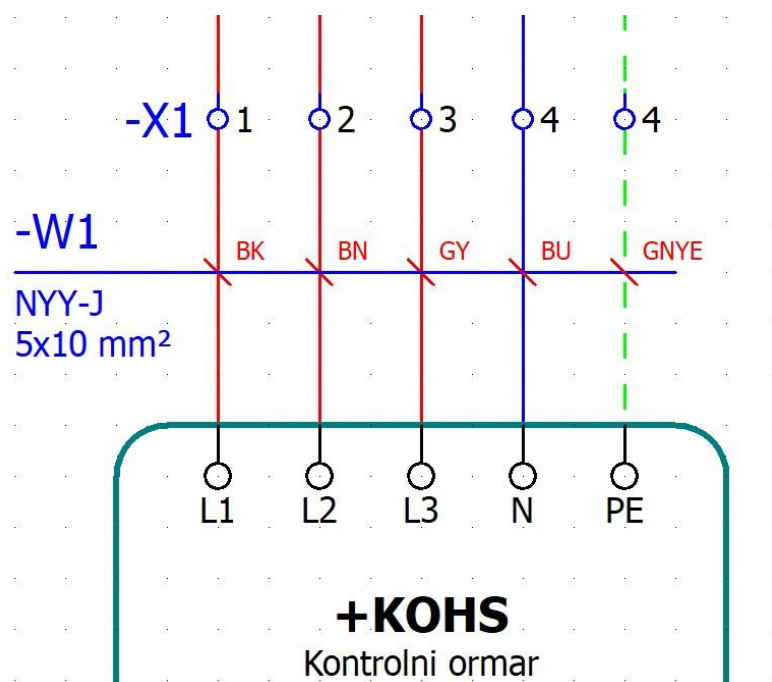 -X1 1 2 3 4 4
-W1 BK BN GY BU GNYE
NYY-J
5x10 mm²
L1 L2 L3 N PE
+KOHS
Kontrolni ormar